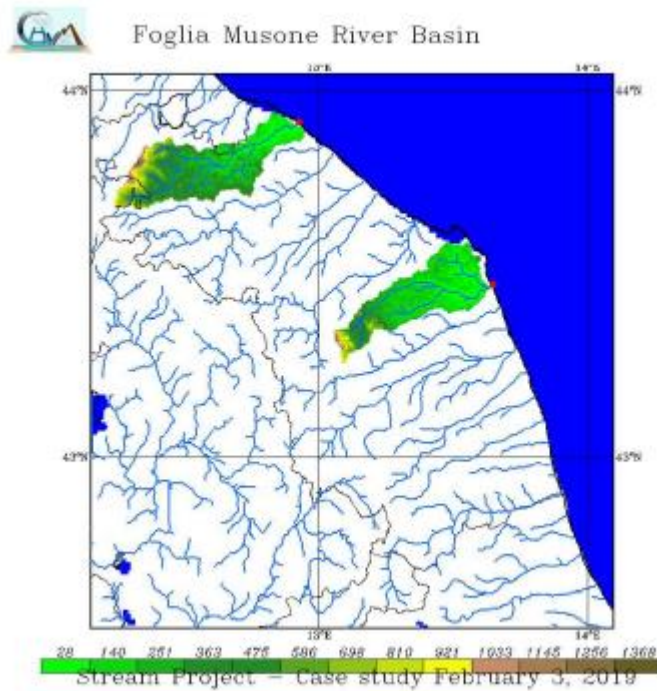 Foglia Musone River Basin
13°E 14°E
44°N 44°N
43°N 43°N
13°E 14°E
28 140 251 363 475 586 698 810 921 1033 1145 1256 1368
Stream Project - Case study February 3, 2019